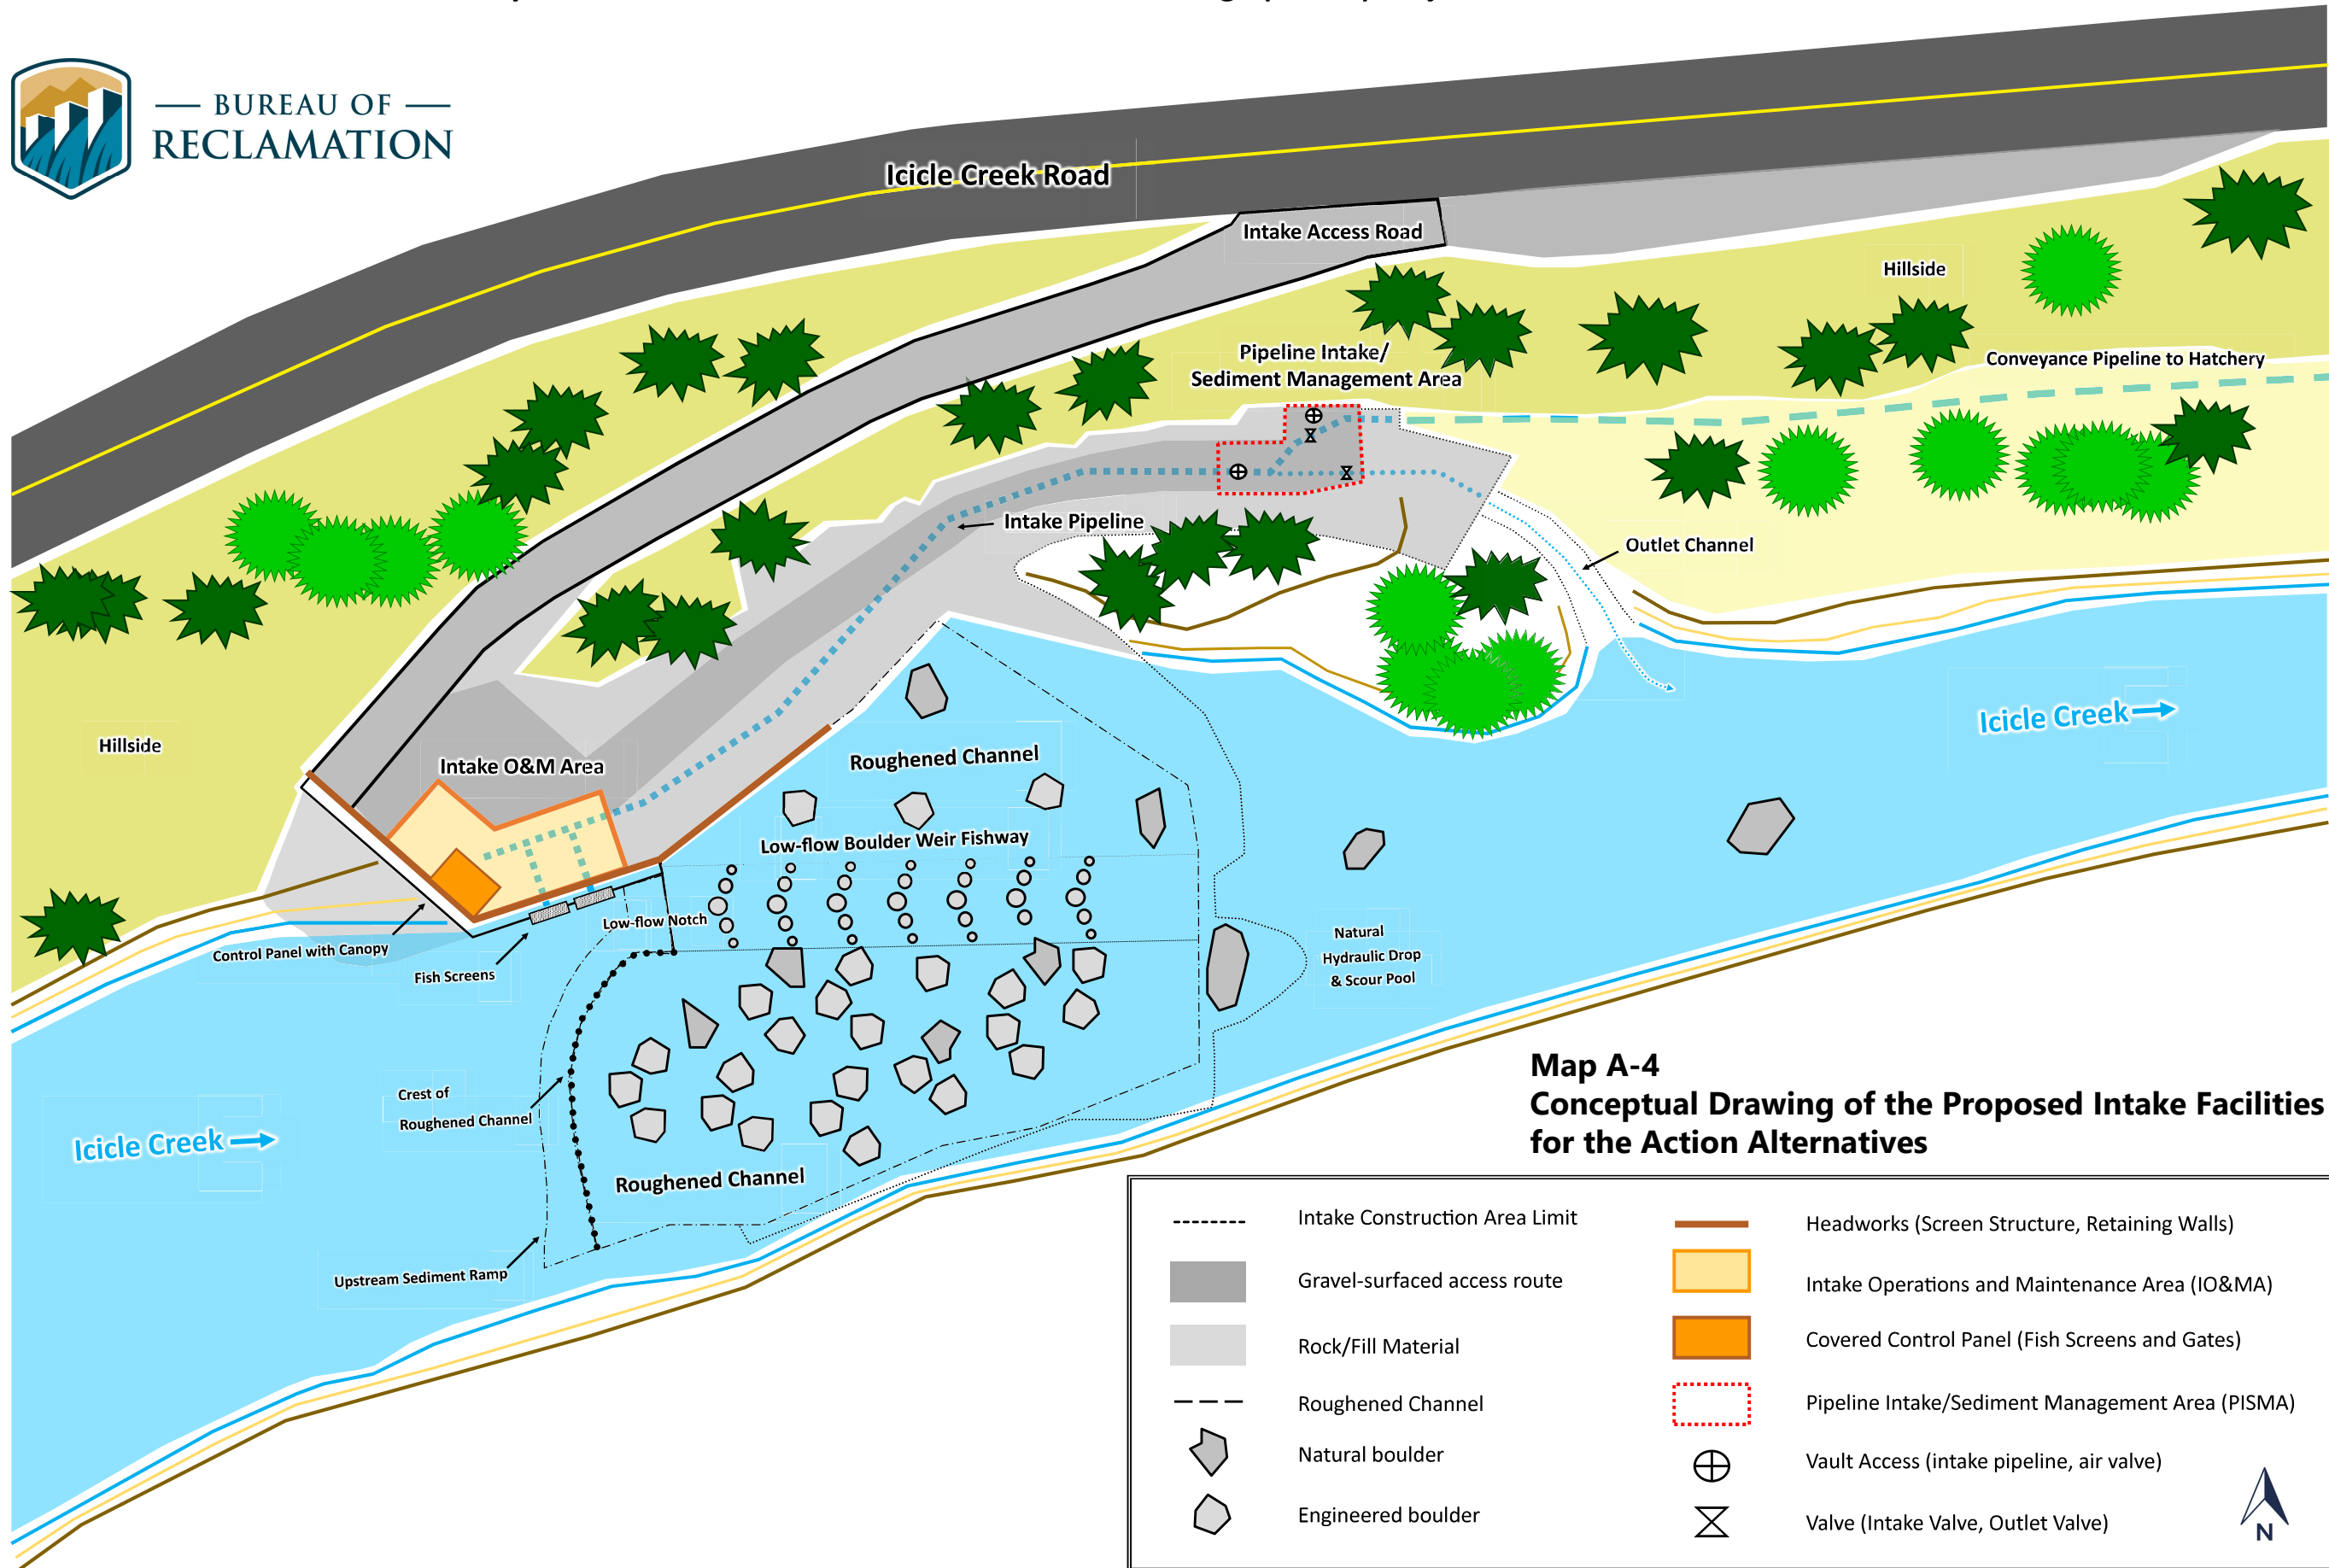 BUREAU OF
RECLAMATION
Icicle Creek Road
Intake Access Road
Hillside
Pipeline Intake/
Sediment Management Area
Conveyance Pipeline to Hatchery
Intake Pipeline
Outlet Channel
Icicle Creek
Hillside
Intake O&M Area
Roughened Channel
Low-flow Boulder Weir Fishway
Low-flow Notch
Control Panel with Canopy
Fish Screens
Natural
Hydraulic Drop
& Scour Pool
Crest of
Roughened Channel
Icicle Creek
Roughened Channel
Upstream Sediment Ramp
Map A-4
Conceptual Drawing of the Proposed Intake Facilities
for the Action Alternatives
Intake Construction Area Limit
Gravel-surfaced access route
Rock/Fill Material
Roughened Channel
Natural boulder
Engineered boulder
Headworks (Screen Structure, Retaining Walls)
Intake Operations and Maintenance Area (IO&MA)
Covered Control Panel (Fish Screens and Gates)
Pipeline Intake/Sediment Management Area (PISMA)
Vault Access (intake pipeline, air valve)
Valve (Intake Valve, Outlet Valve)
N